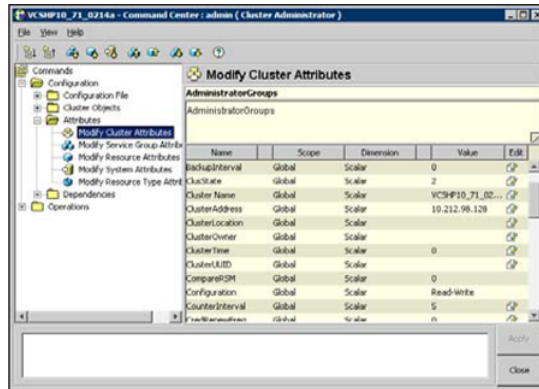 VCSHP10_71_0214a - Command Center : admin ( Cluster Administrator )
File View Help
Commands
Configuration
Configuration File
Cluster Objects
Attributes
Modify Cluster Attributes
Modify Service Group Attrib
Modify Resource Attributes
Modify System Attributes
Modify Resource Type Attrib
Dependencies
Operations
Modify Cluster Attributes
AdministratorGroups
AdministratorGroups
Name Scope Dimension Value Edit
BackupInterval Global Scalar 0
ClusState Global Scalar 2
Cluster Name Global Scalar VCSHP10_71_02...
ClusterAddress Global Scalar 10.212.98.128
ClusterLocation Global Scalar
ClusterOwner Global Scalar
ClusterTime Global Scalar 0
ClusterUUID Global Scalar
CompareRSM Global Scalar 0
Configuration Global Scalar Read-Write
CounterInterval Global Scalar 5
CredRenewFreq Global Scalar 0
Apply
Close